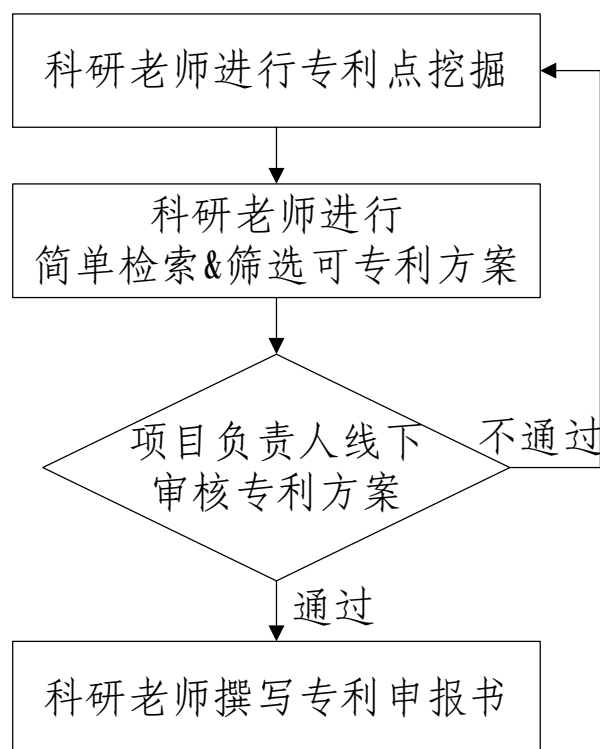 科研老师进行专利点挖掘
科研老师进行
简单检索&筛选可专利方案
项目负责人线下
审核专利方案
不通过
通过
科研老师撰写专利申报书